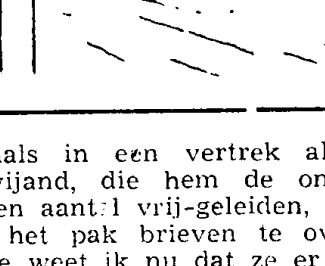 als in een vertrek al
vijand, die hem de on
en aantal vrij-geleiden,
het pak brieven te ov
e weet ik nu dat ze er